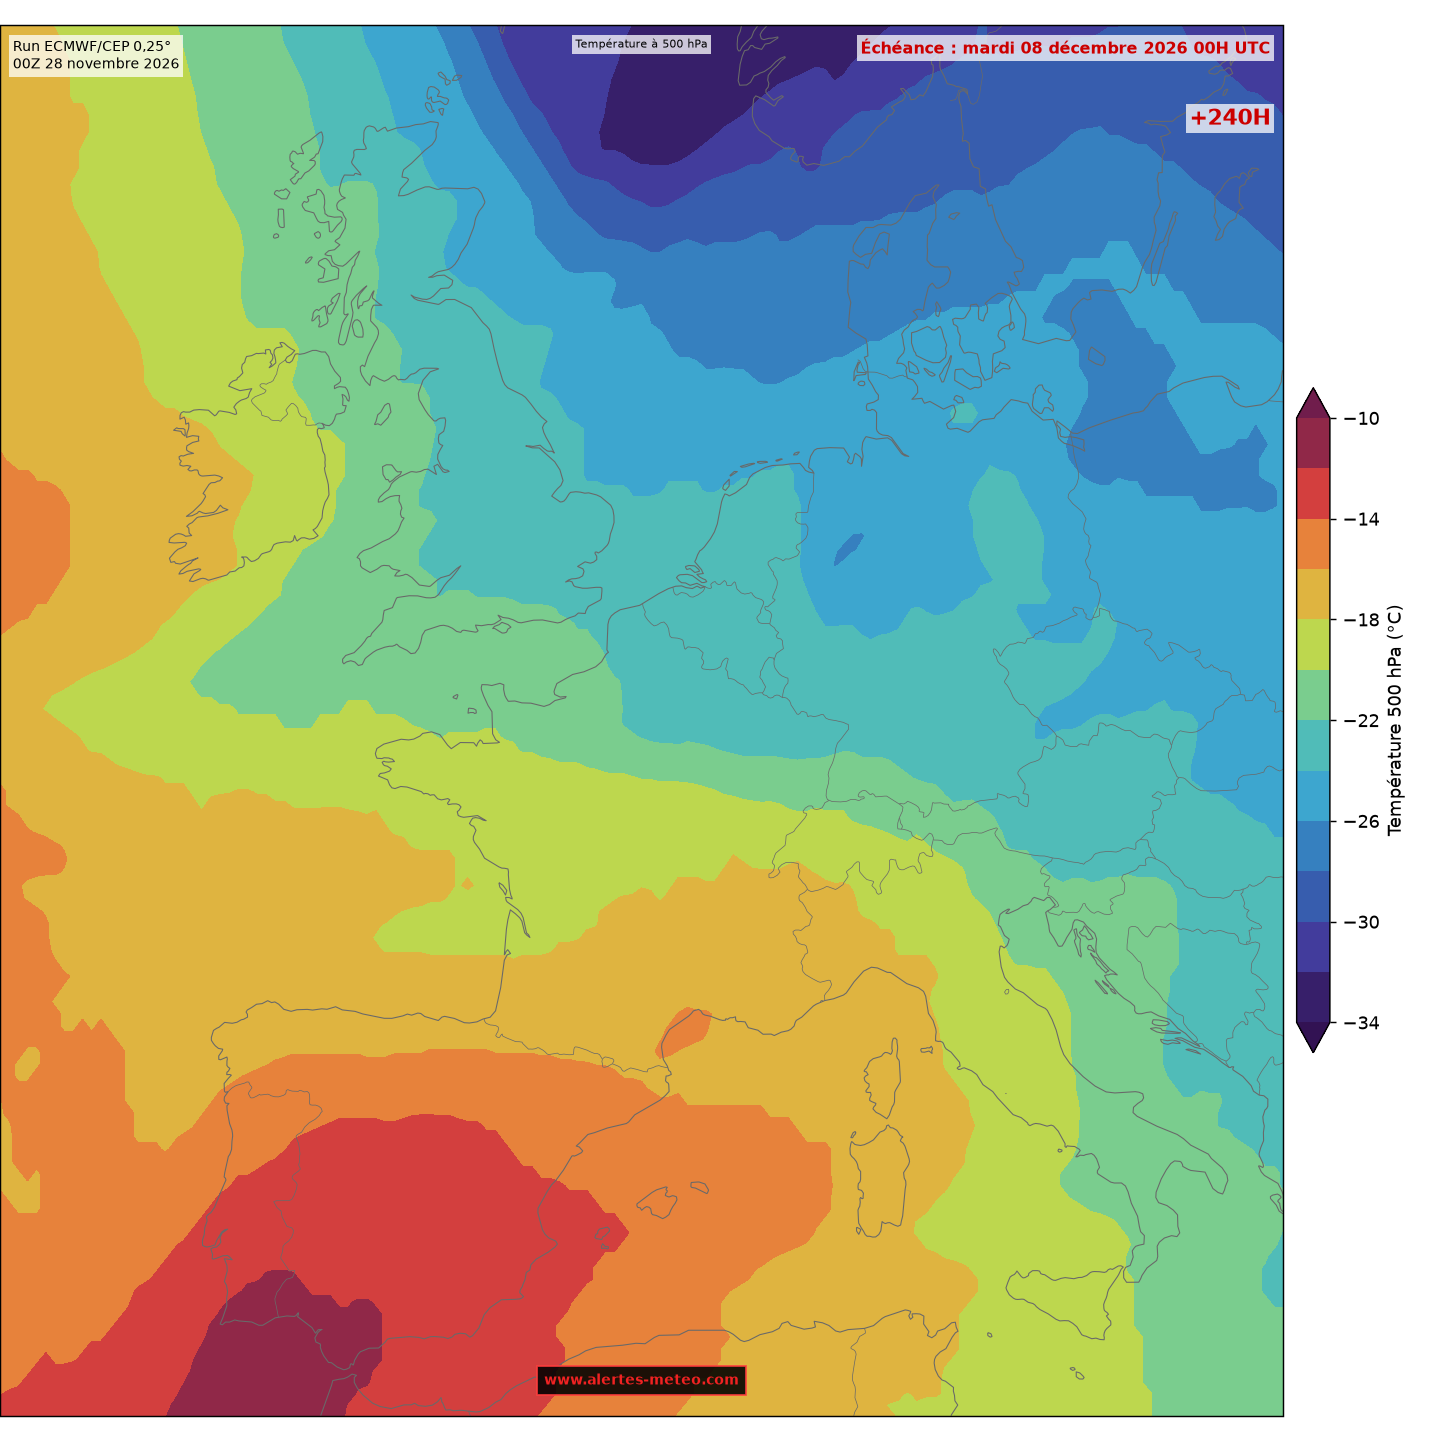 Run ECMWF/CEP 0,25°
00Z 28 novembre 2026
Température à 500 hPa
Échéance : mardi 08 décembre 2026 00H UTC
+240H
−10
−14
−18
−22
−26
−30
−34
Température 500 hPa (°C)
www.alertes-meteo.com